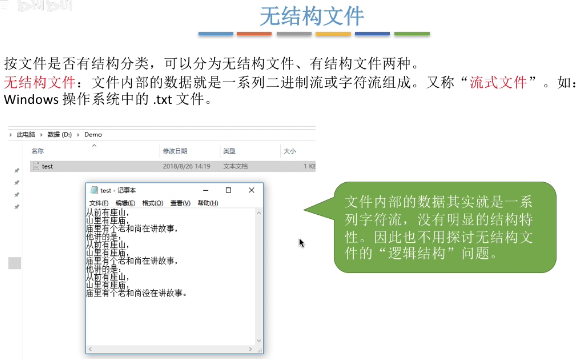 无结构文件
按文件是否有结构分类，可以分为无结构文件、有结构文件两种。
无结构文件：文件内部的数据就是一系列二进制流或字符流组成。又称“流式文件”。如：
Windows 操作系统中的 .txt 文件。
此电脑 > 数据 (D:) > Demo
名称 修改日期 类型 大小
test 2018/8/26 14:19 文本文档 1 K
test - 记事本
文件(F) 编辑(E) 格式(O) 查看(V) 帮助(H)
从前有座山，
山里有座庙，
庙里有个老和尚在讲故事，
他讲的是：
从前有座山，
山里有座庙，
庙里有个老和尚在讲故事，
他讲的是：
从前有座山，
山里有座庙，
庙里有个老和尚没在讲故事。
文件内部的数据其实就是一系
列字符流，没有明显的结构特
性。因此也不用探讨无结构文
件的“逻辑结构”问题。